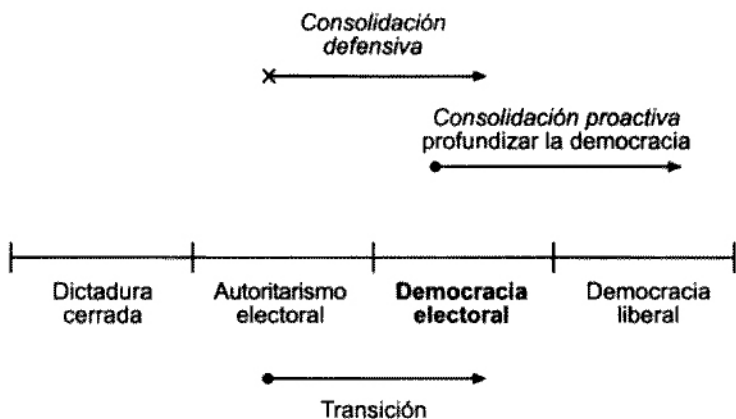 Consolidación
defensiva
Consolidación proactiva
profundizar la democracia
Dictadura
cerrada
Autoritarismo
electoral
Democracia
electoral
Democracia
liberal
Transición